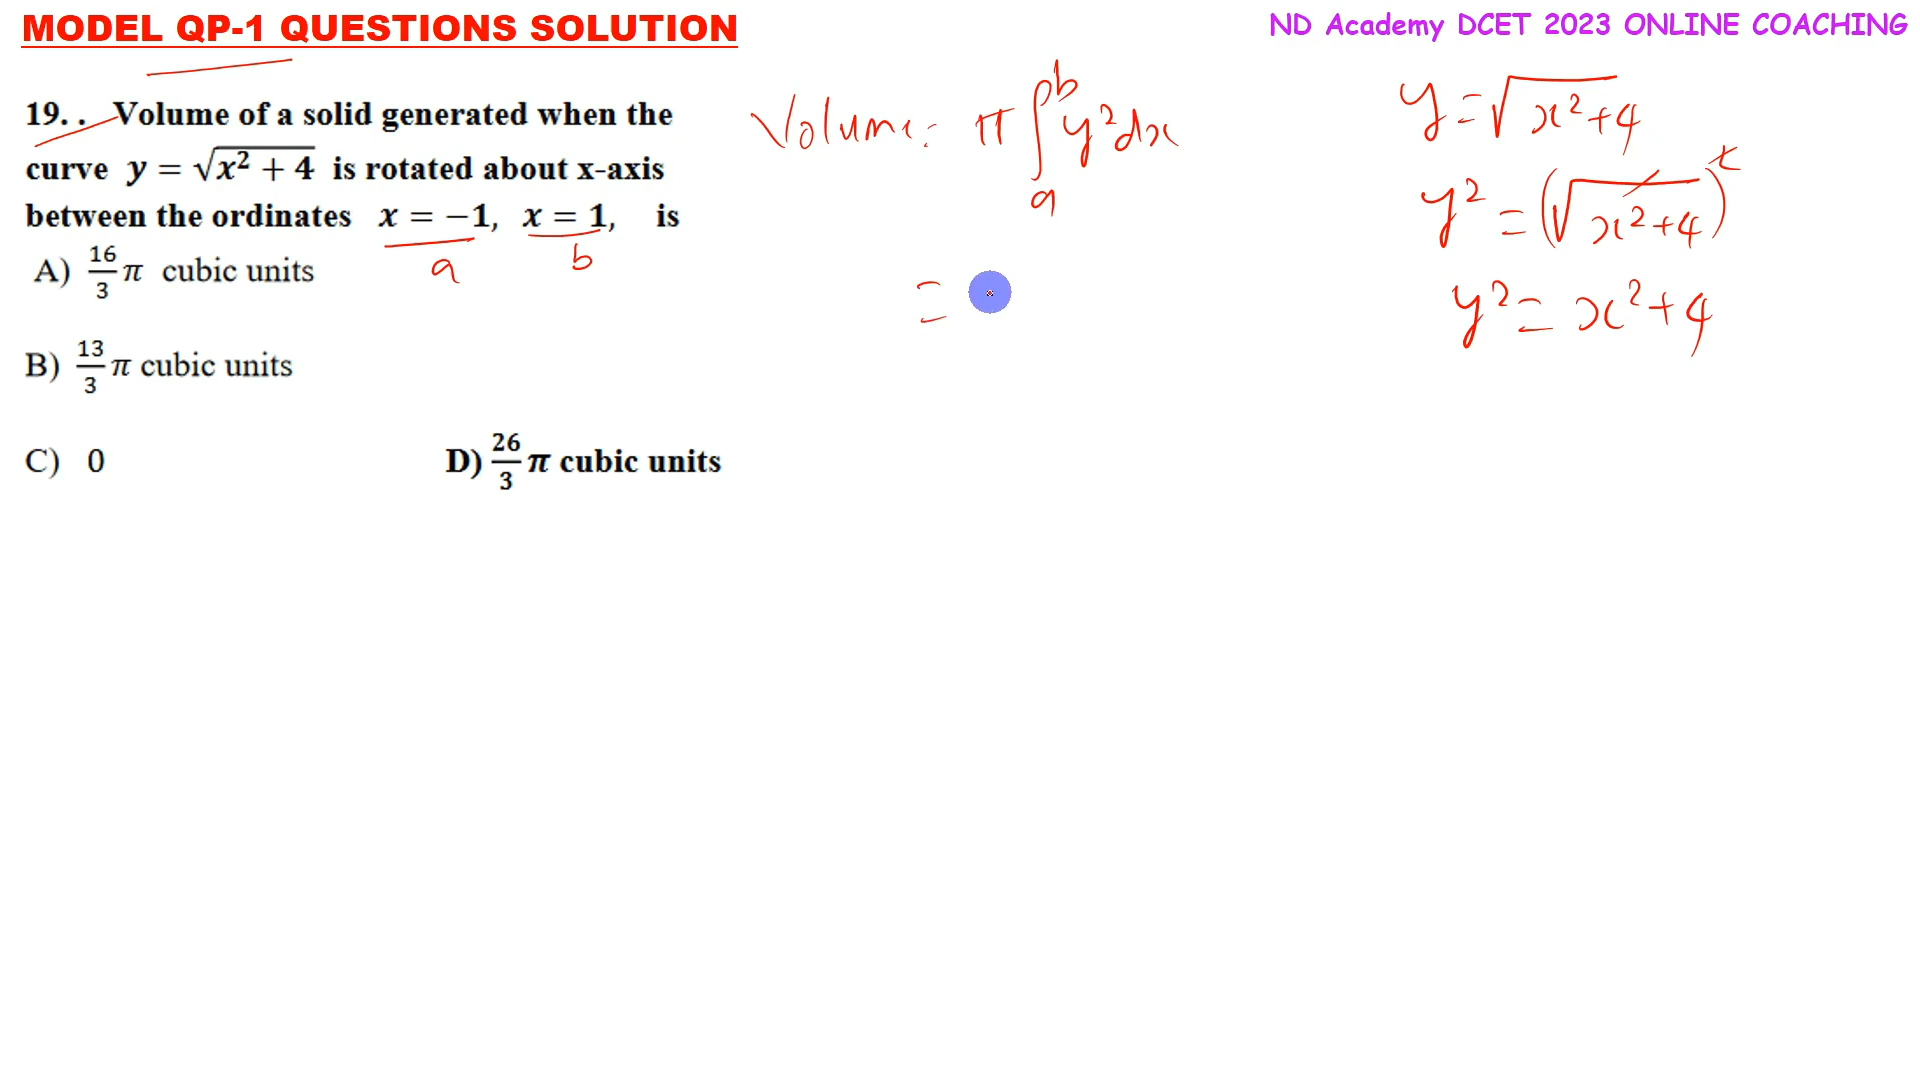 MODEL QP-1 QUESTIONS SOLUTION
ND Academy DCET 2023 ONLINE COACHING
19. . Volume of a solid generated when the
curve y = √(x² + 4) is rotated about x-axis
between the ordinates x = −1, x = 1, is
a b
A) 16/3 π cubic units
B) 13/3 π cubic units
C) 0 D) 26/3 π cubic units
Volume = π ∫_a^b y² dx
=
y = √(x²+4)
y² = (√(x²+4))²
y² = x²+4